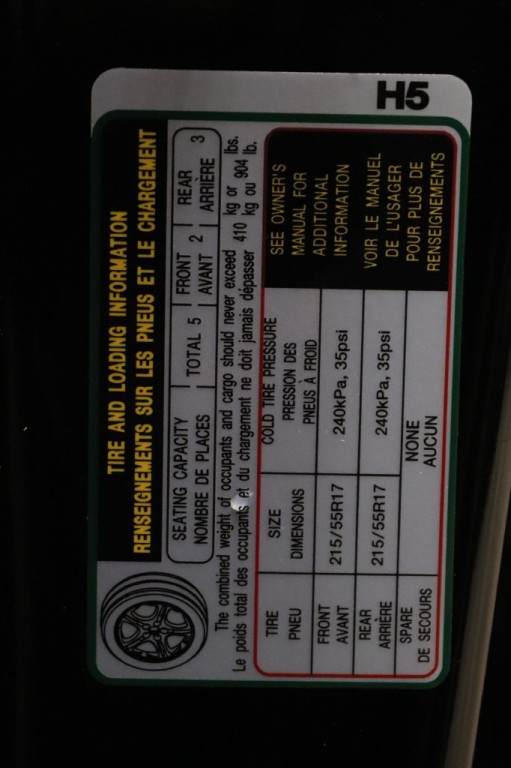 H5
TIRE AND LOADING INFORMATION
RENSEIGNEMENTS SUR LES PNEUS ET LE CHARGEMENT
SEATING CAPACITY TOTAL 5 FRONT 2 REAR 3
NOMBRE DE PLACES AVANT ARRIÈRE
The combined weight of occupants and cargo should never exceed 410 kg or 904 lbs.
Le poids total des occupants et du chargement ne doit jamais dépasser kg ou lb.
TIRE SIZE COLD TIRE PRESSURE
PNEU DIMENSIONS PRESSION DES
PNEUS À FROID
FRONT 215/55R17 240kPa, 35psi
AVANT
REAR 215/55R17 240kPa, 35psi
ARRIÈRE
SPARE NONE
DE SECOURS AUCUN
SEE OWNER'S
MANUAL FOR
ADDITIONAL
INFORMATION
VOIR LE MANUEL
DE L'USAGER
POUR PLUS DE
RENSEIGNEMENTS